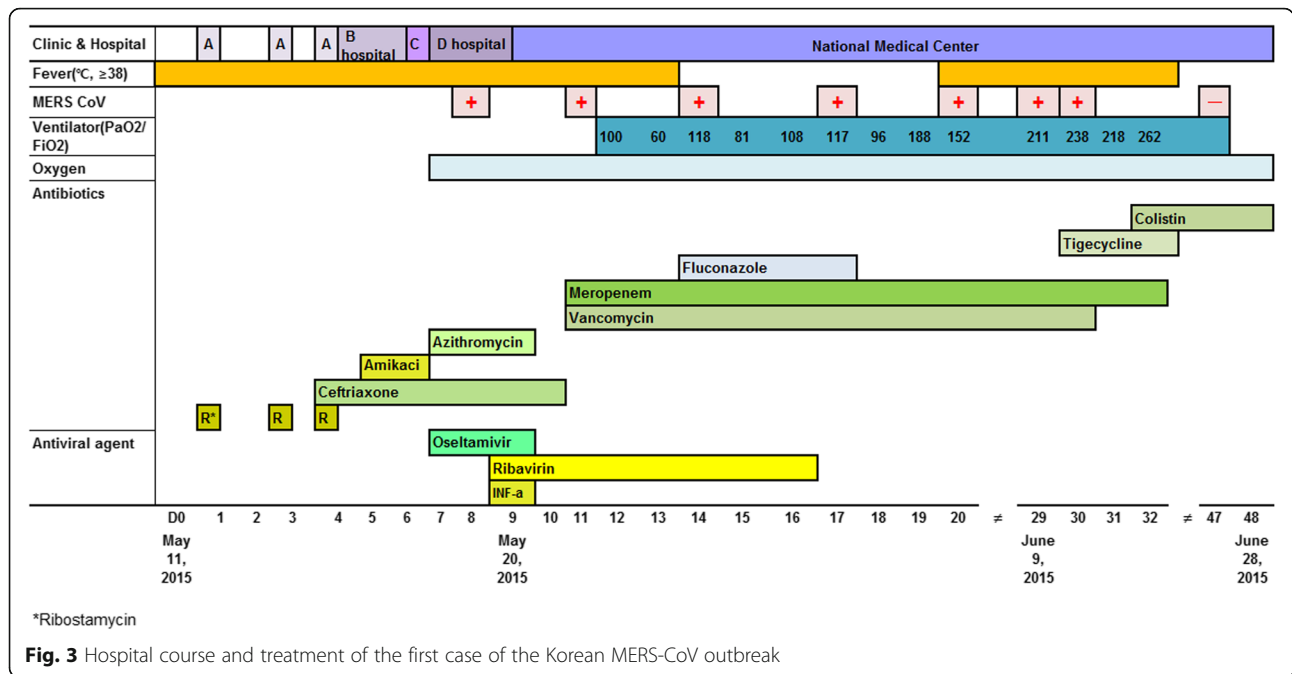 Clinic & Hospital A A A B hospital C D hospital National Medical Center
Fever(℃, ≥38)
MERS CoV + + + + + + + —
Ventilator(PaO2/FiO2) 100 60 118 81 108 117 96 188 152 211 238 218 262
Oxygen
Antibiotics
Colistin
Tigecycline
Fluconazole
Meropenem
Vancomycin
Azithromycin
Amikaci
Ceftriaxone
R* R R
Antiviral agent Oseltamivir
Ribavirin
INF-a
D0 1 2 3 4 5 6 7 8 9 10 11 12 13 14 15 16 17 18 19 20 ≠ 29 30 31 32 ≠ 47 48
May May June June
11, 20, 9, 28,
2015 2015 2015 2015
*Ribostamycin
Fig. 3 Hospital course and treatment of the first case of the Korean MERS-CoV outbreak